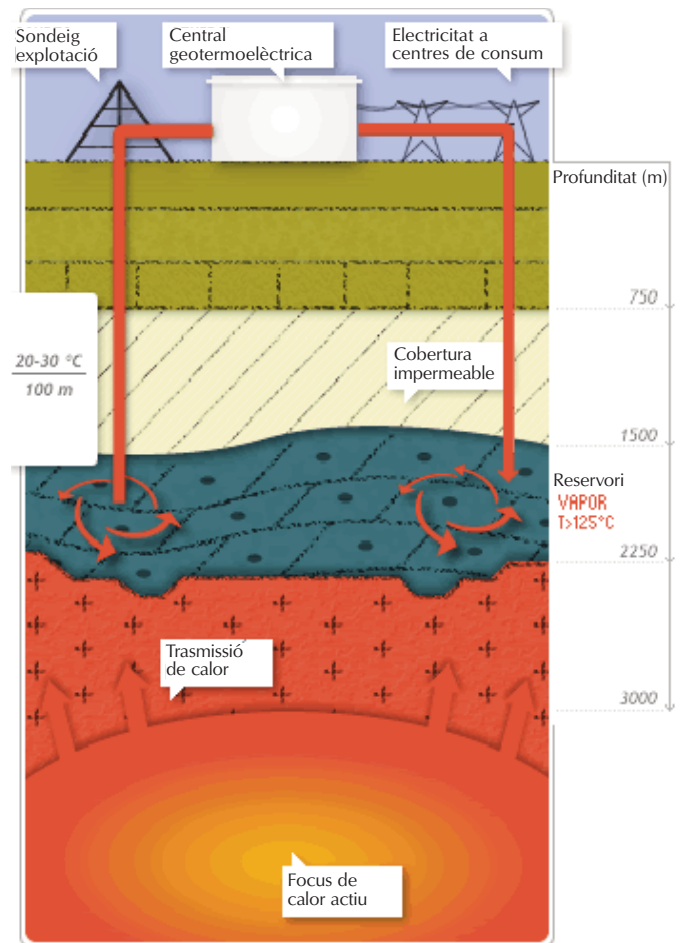 Sondeig
explotació
Central
geotermoelèctrica
Electricitat a
centres de consum
Profunditat (m)
750
20-30 °C
100 m
Cobertura
impermeable
1500
Reservori
VAPOR
T>125°C
2250
Trasmissió
de calor
3000
Focus de
calor actiu